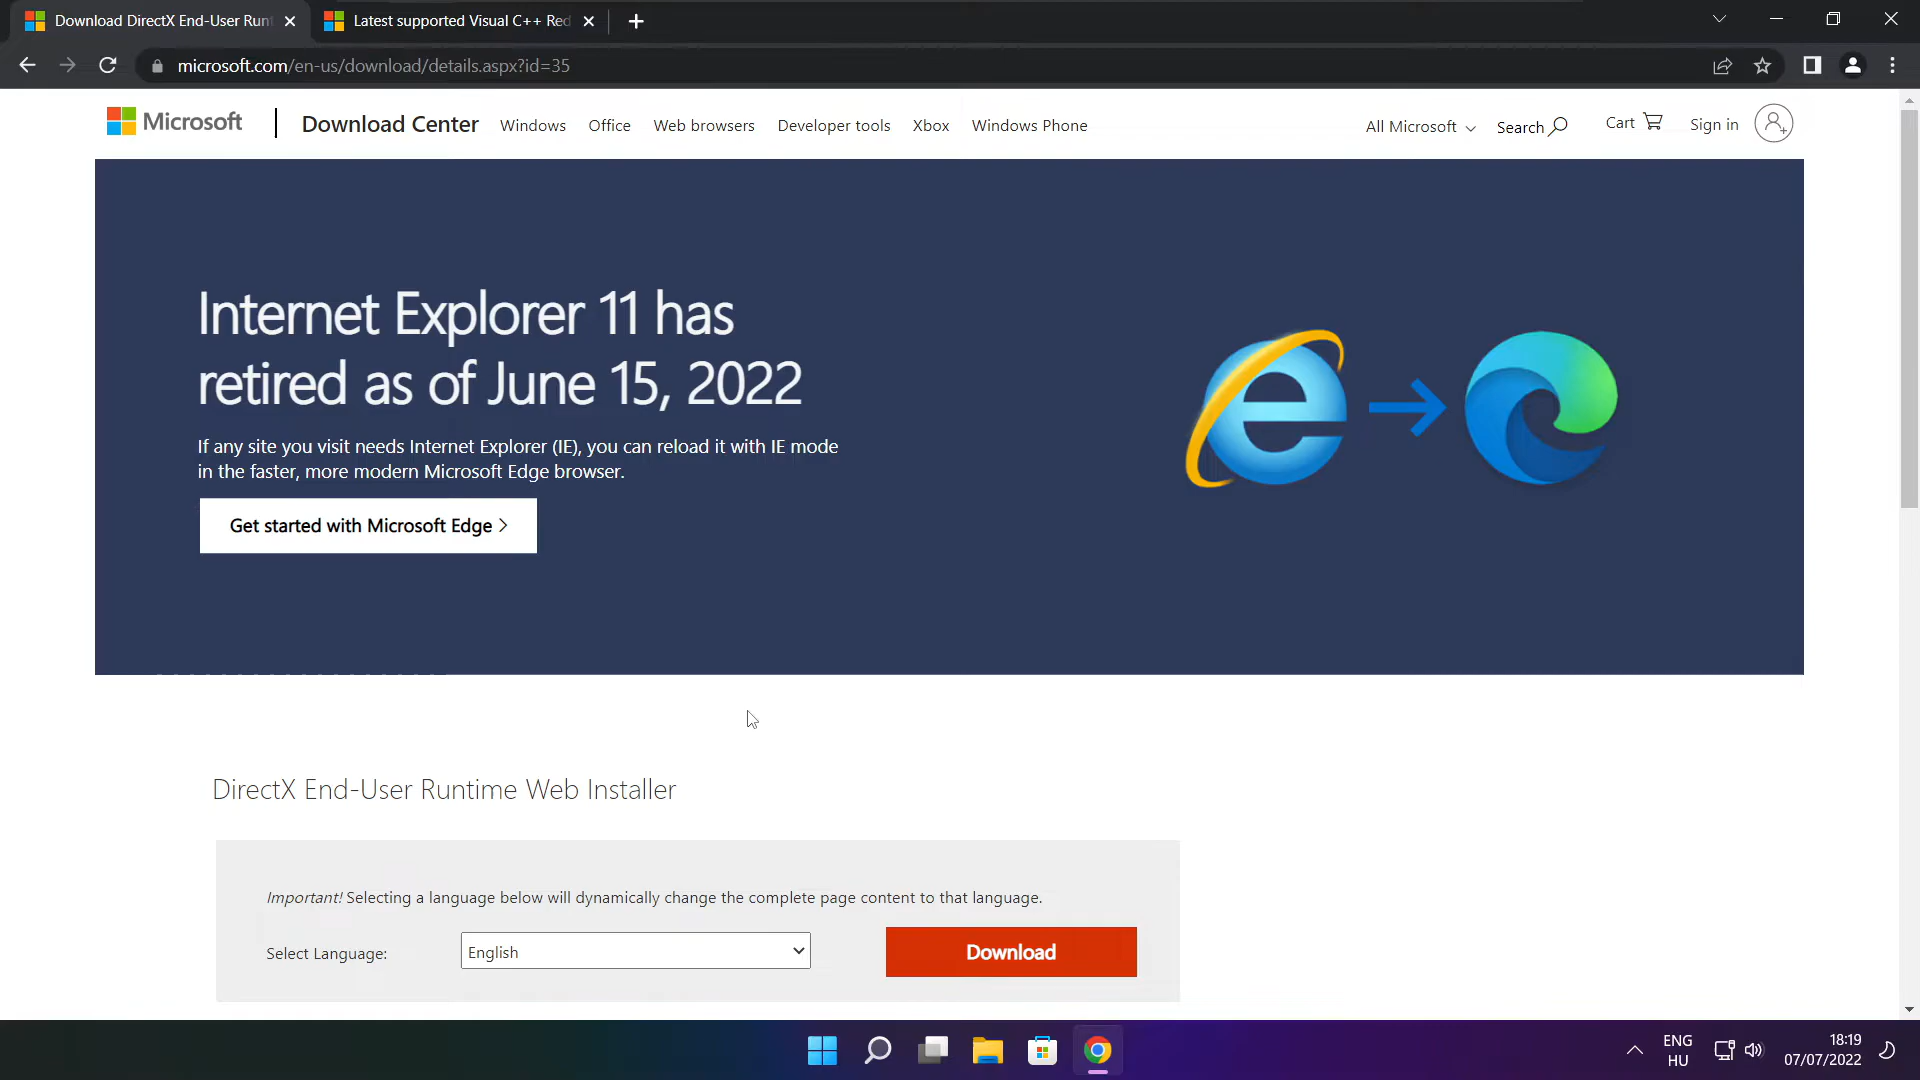 Download DirectX End-User Runt
Latest supported Visual C++ Red
microsoft.com/en-us/download/details.aspx?id=35
Microsoft
Download Center
Windows
Office
Web browsers
Developer tools
Xbox
Windows Phone
All Microsoft
Search
Cart
Sign in
Internet Explorer 11 has
retired as of June 15, 2022
If any site you visit needs Internet Explorer (IE), you can reload it with IE mode
in the faster, more modern Microsoft Edge browser.
Get started with Microsoft Edge >
DirectX End-User Runtime Web Installer
Important! Selecting a language below will dynamically change the complete page content to that language.
Select Language:
English
Download
ENG
HU
18:19
07/07/2022